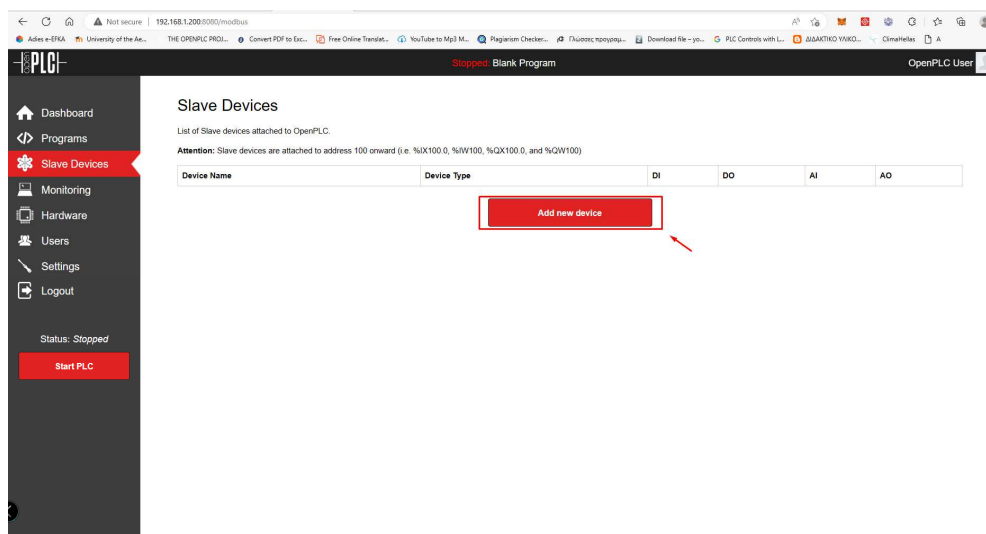 Not secure | 192.168.1.200:8080/modbus
Adies e-EFKA University of the Ae... THE OPENPLC PROJ... Convert PDF to Exc... Free Online Translat... YouTube to Mp3 M... Plagiarism Checker... Γλώσσες προγραμ... Download file – yo... PLC Controls with L... ΔΙΔΑΚΤΙΚΟ ΥΛΙΚΟ... ClimaHellas A
PLC Stopped: Blank Program OpenPLC User
Slave Devices
Dashboard
List of Slave devices attached to OpenPLC.
Programs
Attention: Slave devices are attached to address 100 onward (i.e. %IX100.0, %IW100, %QX100.0, and %QW100)
Slave Devices
Device Name Device Type DI DO AI AO
Monitoring
Add new device
Hardware
Users
Settings
Logout
Status: Stopped
Start PLC